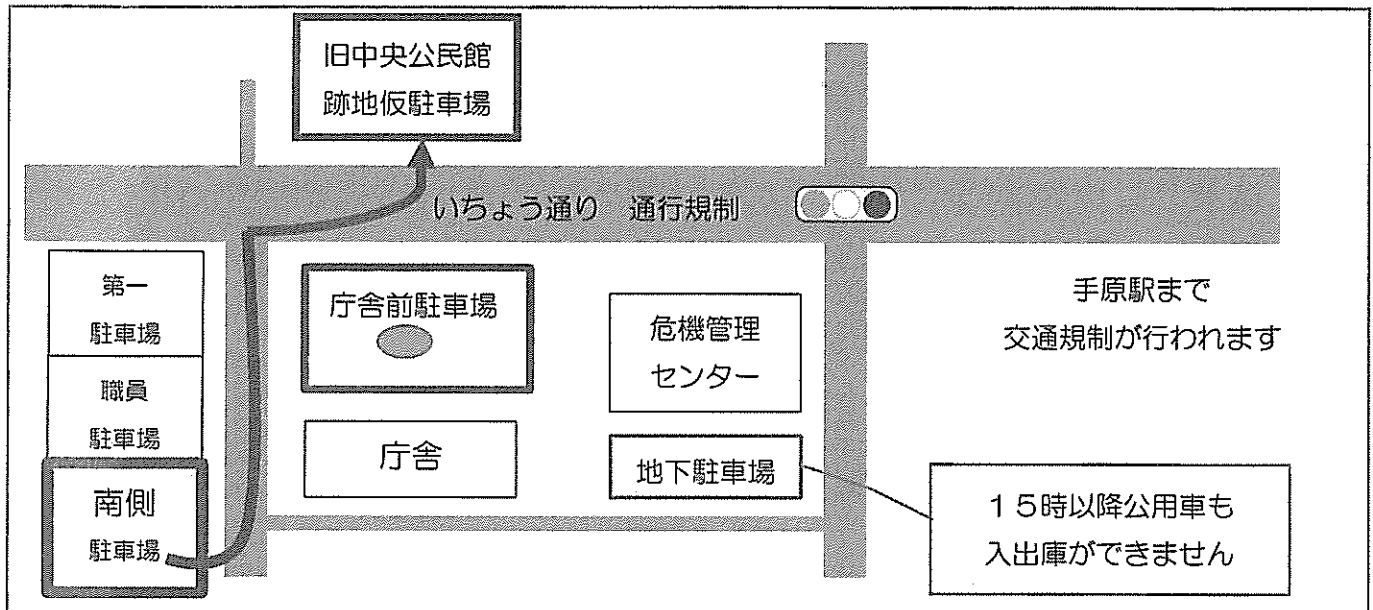 旧中央公民館
跡地仮駐車場
いちょう通り　通行規制
第一
駐車場
職員
駐車場
南側
駐車場
庁舎前駐車場
庁舎
危機管理
センター
地下駐車場
手原駅まで
交通規制が行われます
１５時以降公用車も
入出庫ができません